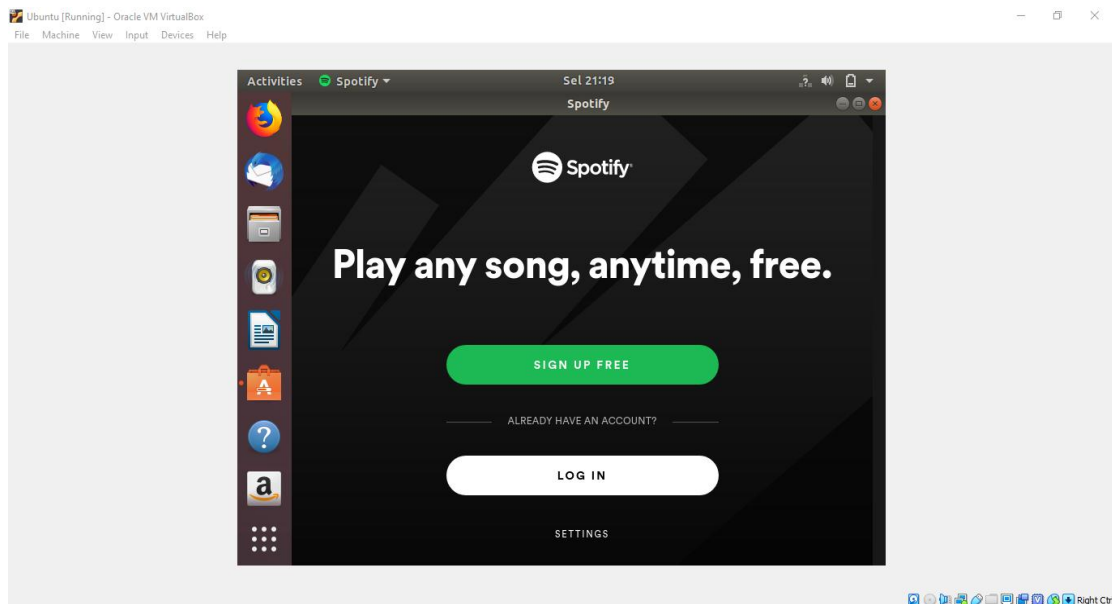 Ubuntu [Running] - Oracle VM VirtualBox
File Machine View Input Devices Help
Activities Spotify Sel 21:19
Spotify
Spotify
Play any song, anytime, free.
SIGN UP FREE
ALREADY HAVE AN ACCOUNT?
LOG IN
SETTINGS
Right Ctr